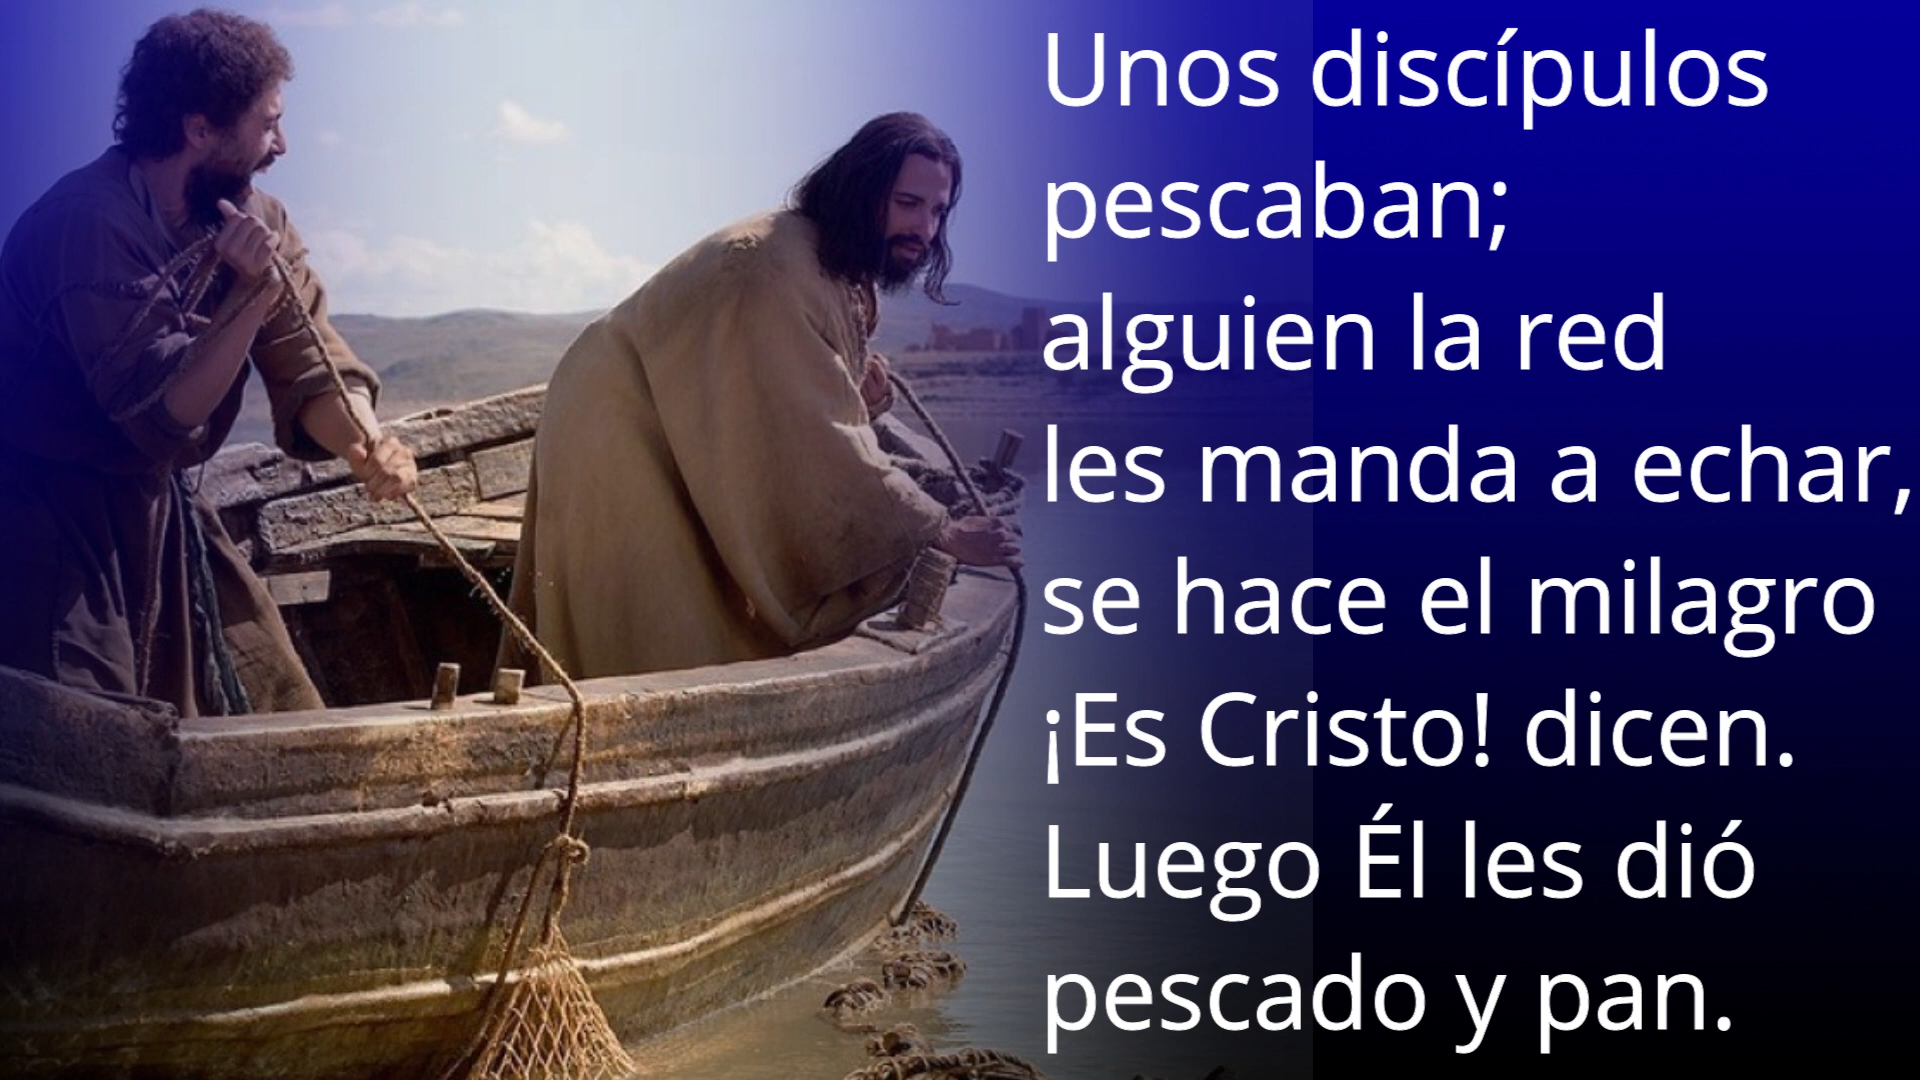 Unos discípulos
pescaban;
alguien la red
les manda a echar,
se hace el milagro
¡Es Cristo! dicen.
Luego Él les dió
pescado y pan.